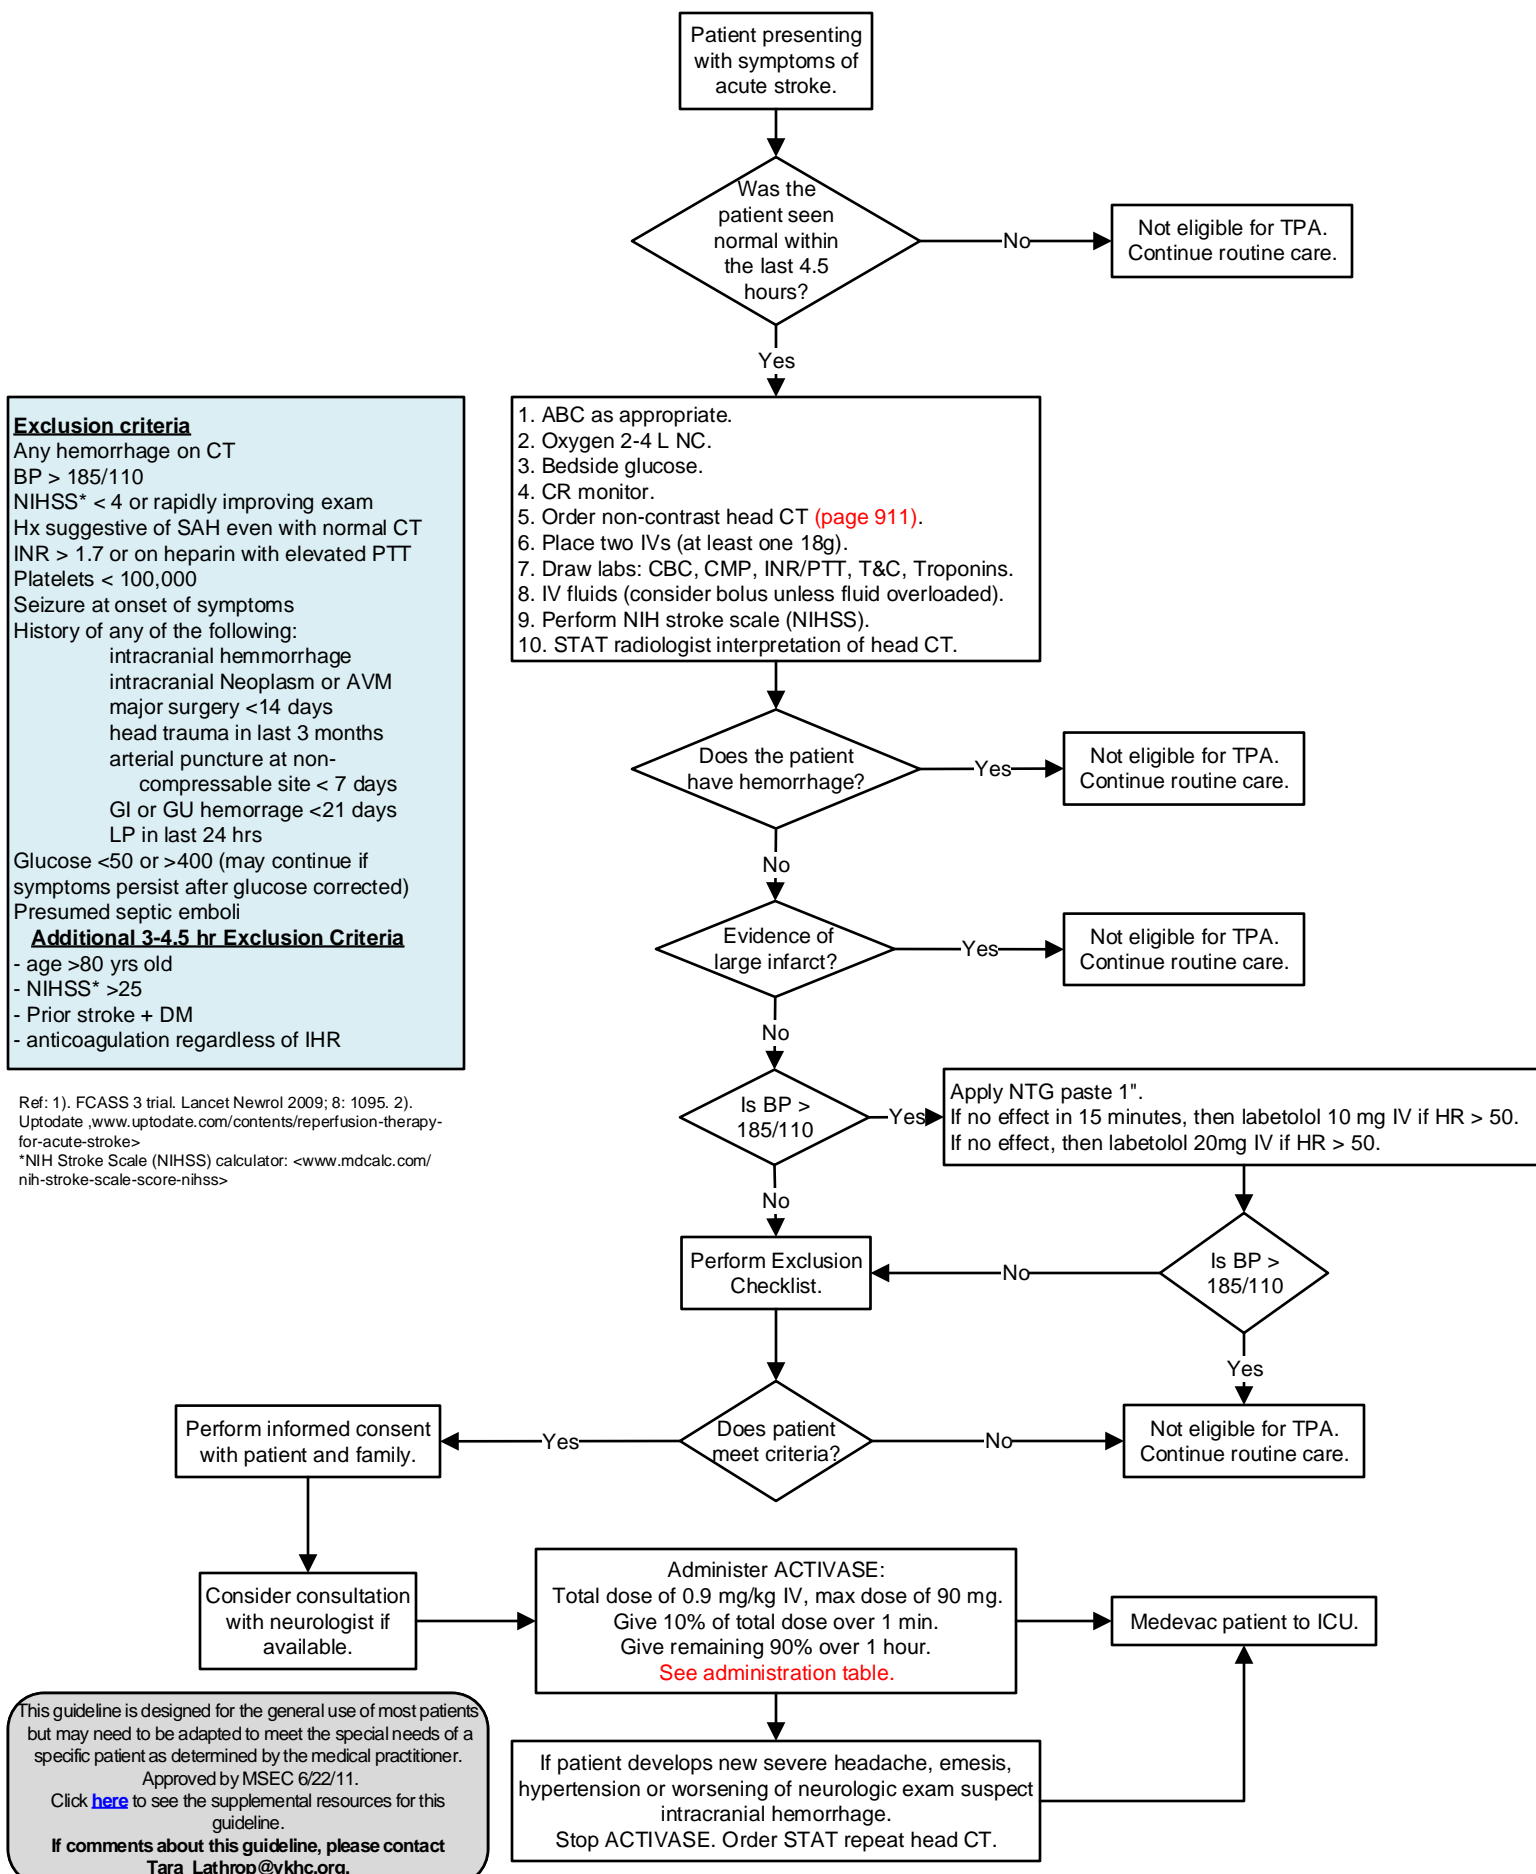 Patient presenting
with symptoms of
acute stroke.
Was the
patient seen
normal within
the last 4.5
hours?
No
Not eligible for TPA.
Continue routine care.
Yes
Exclusion criteria
Any hemorrhage on CT
BP > 185/110
NIHSS* < 4 or rapidly improving exam
Hx suggestive of SAH even with normal CT
INR > 1.7 or on heparin with elevated PTT
Platelets < 100,000
Seizure at onset of symptoms
History of any of the following:
intracranial hemmorrhage
intracranial Neoplasm or AVM
major surgery <14 days
head trauma in last 3 months
arterial puncture at non-
compressable site < 7 days
GI or GU hemorrage <21 days
LP in last 24 hrs
Glucose <50 or >400 (may continue if
symptoms persist after glucose corrected)
Presumed septic emboli
Additional 3-4.5 hr Exclusion Criteria
- age >80 yrs old
- NIHSS* >25
- Prior stroke + DM
- anticoagulation regardless of IHR
Ref: 1). FCASS 3 trial. Lancet Newrol 2009; 8: 1095. 2).
Uptodate ,www.uptodate.com/contents/reperfusion-therapy-
for-acute-stroke>
*NIH Stroke Scale (NIHSS) calculator: <www.mdcalc.com/
nih-stroke-scale-score-nihss>
1. ABC as appropriate.
2. Oxygen 2-4 L NC.
3. Bedside glucose.
4. CR monitor.
5. Order non-contrast head CT (page 911).
6. Place two IVs (at least one 18g).
7. Draw labs: CBC, CMP, INR/PTT, T&C, Troponins.
8. IV fluids (consider bolus unless fluid overloaded).
9. Perform NIH stroke scale (NIHSS).
10. STAT radiologist interpretation of head CT.
Does the patient
have hemorrhage?
Yes
Not eligible for TPA.
Continue routine care.
No
Evidence of
large infarct?
Yes
Not eligible for TPA.
Continue routine care.
No
Is BP >
185/110
Yes
Apply NTG paste 1".
If no effect in 15 minutes, then labetolol 10 mg IV if HR > 50.
If no effect, then labetolol 20mg IV if HR > 50.
No
Perform Exclusion
Checklist.
No
Is BP >
185/110
Yes
Perform informed consent
with patient and family.
Yes
Does patient
meet criteria?
No
Not eligible for TPA.
Continue routine care.
Consider consultation
with neurologist if
available.
Administer ACTIVASE:
Total dose of 0.9 mg/kg IV, max dose of 90 mg.
Give 10% of total dose over 1 min.
Give remaining 90% over 1 hour.
See administration table.
Medevac patient to ICU.
If patient develops new severe headache, emesis,
hypertension or worsening of neurologic exam suspect
intracranial hemorrhage.
Stop ACTIVASE. Order STAT repeat head CT.
This guideline is designed for the general use of most patients
but may need to be adapted to meet the special needs of a
specific patient as determined by the medical practitioner.
Approved by MSEC 6/22/11.
Click here to see the supplemental resources for this
guideline.
If comments about this guideline, please contact
Tara_Lathrop@ykhc.org.